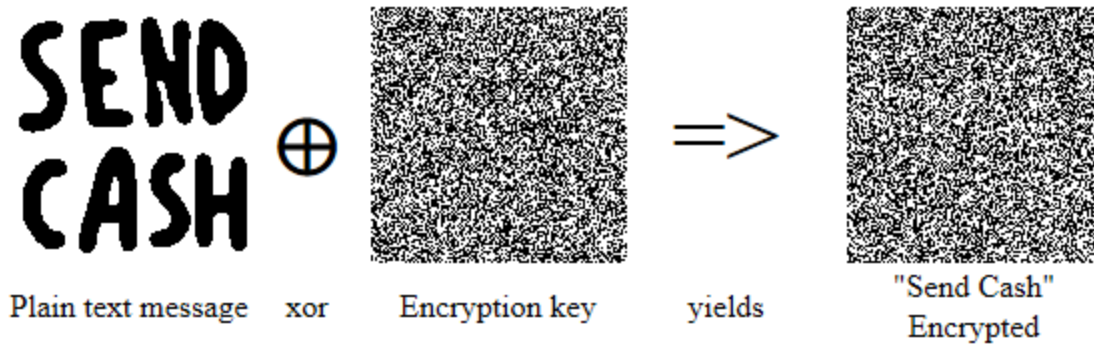 SEND
CASH
⊕
=>
Plain text message
xor
Encryption key
yields
"Send Cash"
Encrypted